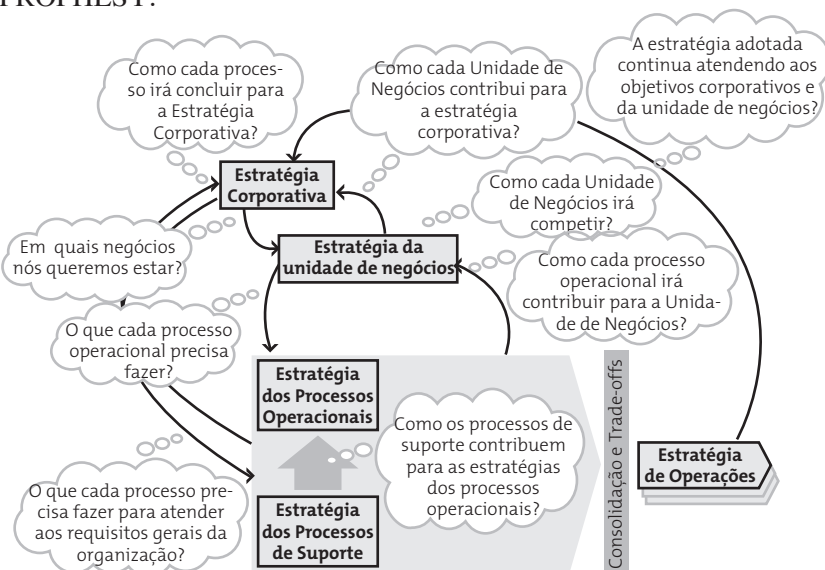 PROPHEST:
Como cada proces-
so irá concluir para
a Estratégia
Corporativa?
Como cada Unidade de
Negócios contribui para
a estratégia
corporativa?
A estratégia adotada
continua atendendo aos
objetivos corporativos e
da unidade de negócios?
Estratégia
Corporativa
Como cada Unidade
de Negócios irá
competir?
Em quais negócios
nós queremos estar?
Estratégia da
unidade de negócios
Como cada processo
operacional irá
contribuir para a Unida-
de de Negócios?
O que cada processo
operacional precisa
fazer?
Estratégia
dos Processos
Operacionais
Como os processos de
suporte contribuem
para as estratégias
dos processos
operacionais?
Consolidação e Trade-offs
Estratégia
de Operações
O que cada processo pre-
cisa fazer para atender
aos requisitos gerais da
organização?
Estratégia
dos Processos
de Suporte